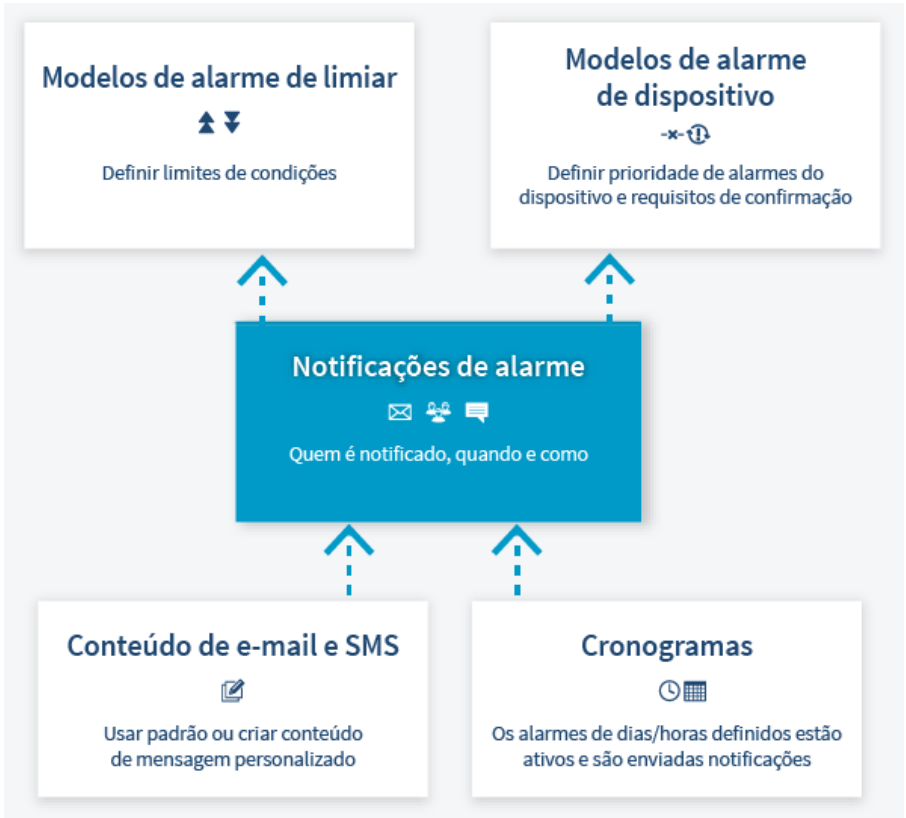 Modelos de alarme de limiar
Definir limites de condições
Modelos de alarme
de dispositivo
Definir prioridade de alarmes do
dispositivo e requisitos de confirmação
Notificações de alarme
Quem é notificado, quando e como
Conteúdo de e-mail e SMS
Usar padrão ou criar conteúdo
de mensagem personalizado
Cronogramas
Os alarmes de dias/horas definidos estão
ativos e são enviadas notificações